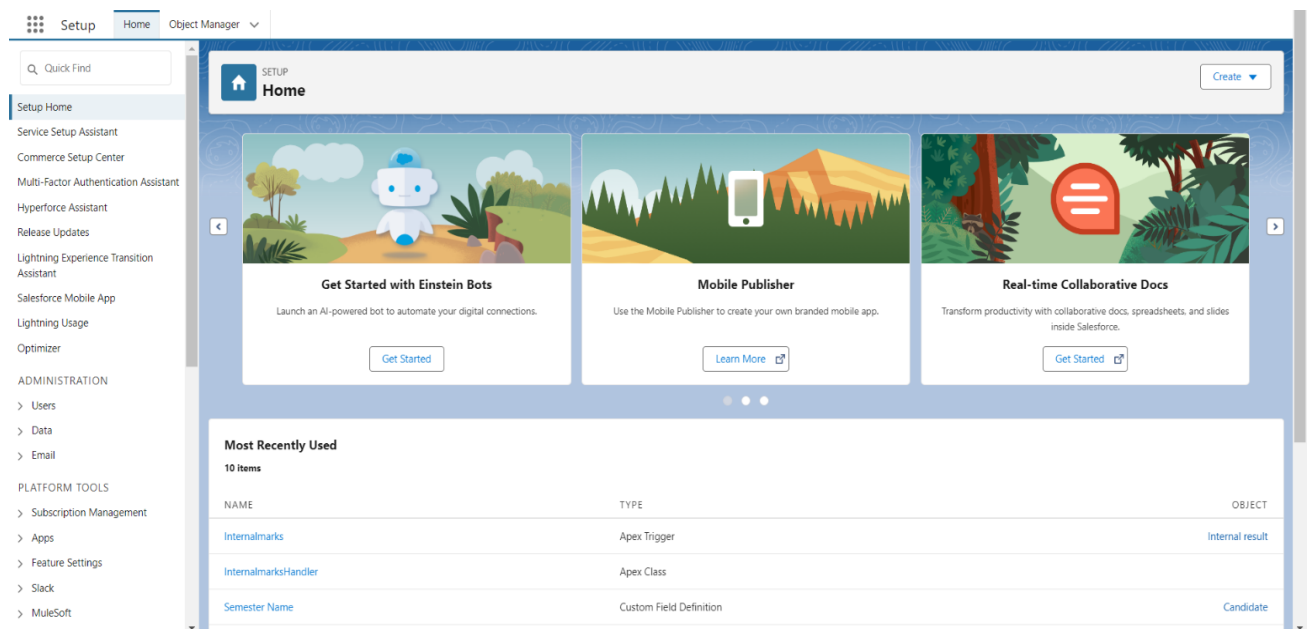 Setup
Home
Object Manager
Quick Find
Setup Home
Service Setup Assistant
Commerce Setup Center
Multi-Factor Authentication Assistant
Hyperforce Assistant
Release Updates
Lightning Experience Transition
Assistant
Salesforce Mobile App
Lightning Usage
Optimizer
ADMINISTRATION
Users
Data
Email
PLATFORM TOOLS
Subscription Management
Apps
Feature Settings
Slack
MuleSoft
SETUP
Home
Create
Get Started with Einstein Bots
Launch an AI-powered bot to automate your digital connections.
Get Started
Mobile Publisher
Use the Mobile Publisher to create your own branded mobile app.
Learn More
Real-time Collaborative Docs
Transform productivity with collaborative docs, spreadsheets, and slides
inside Salesforce.
Get Started
Most Recently Used
10 items
NAME TYPE OBJECT
Internalmarks Apex Trigger Internal result
InternalmarksHandler Apex Class
Semester Name Custom Field Definition Candidate